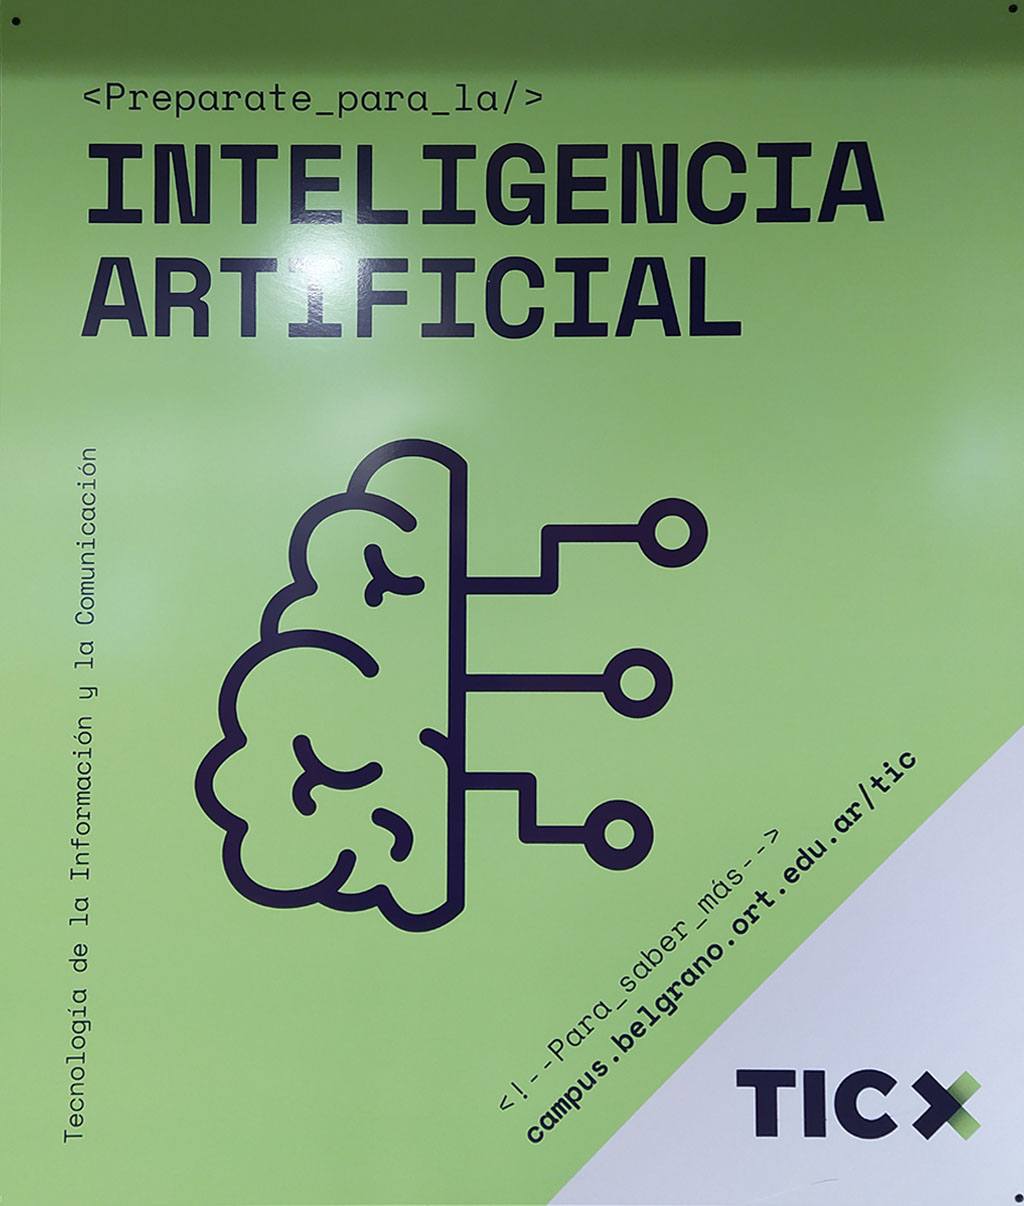 <Preparate_para_la/>
INTELIGENCIA
ARTIFICIAL
Tecnología de la Información y la Comunicación
<!--Para_saber_más-->
campus.belgrano.ort.edu.ar/tic
TIC